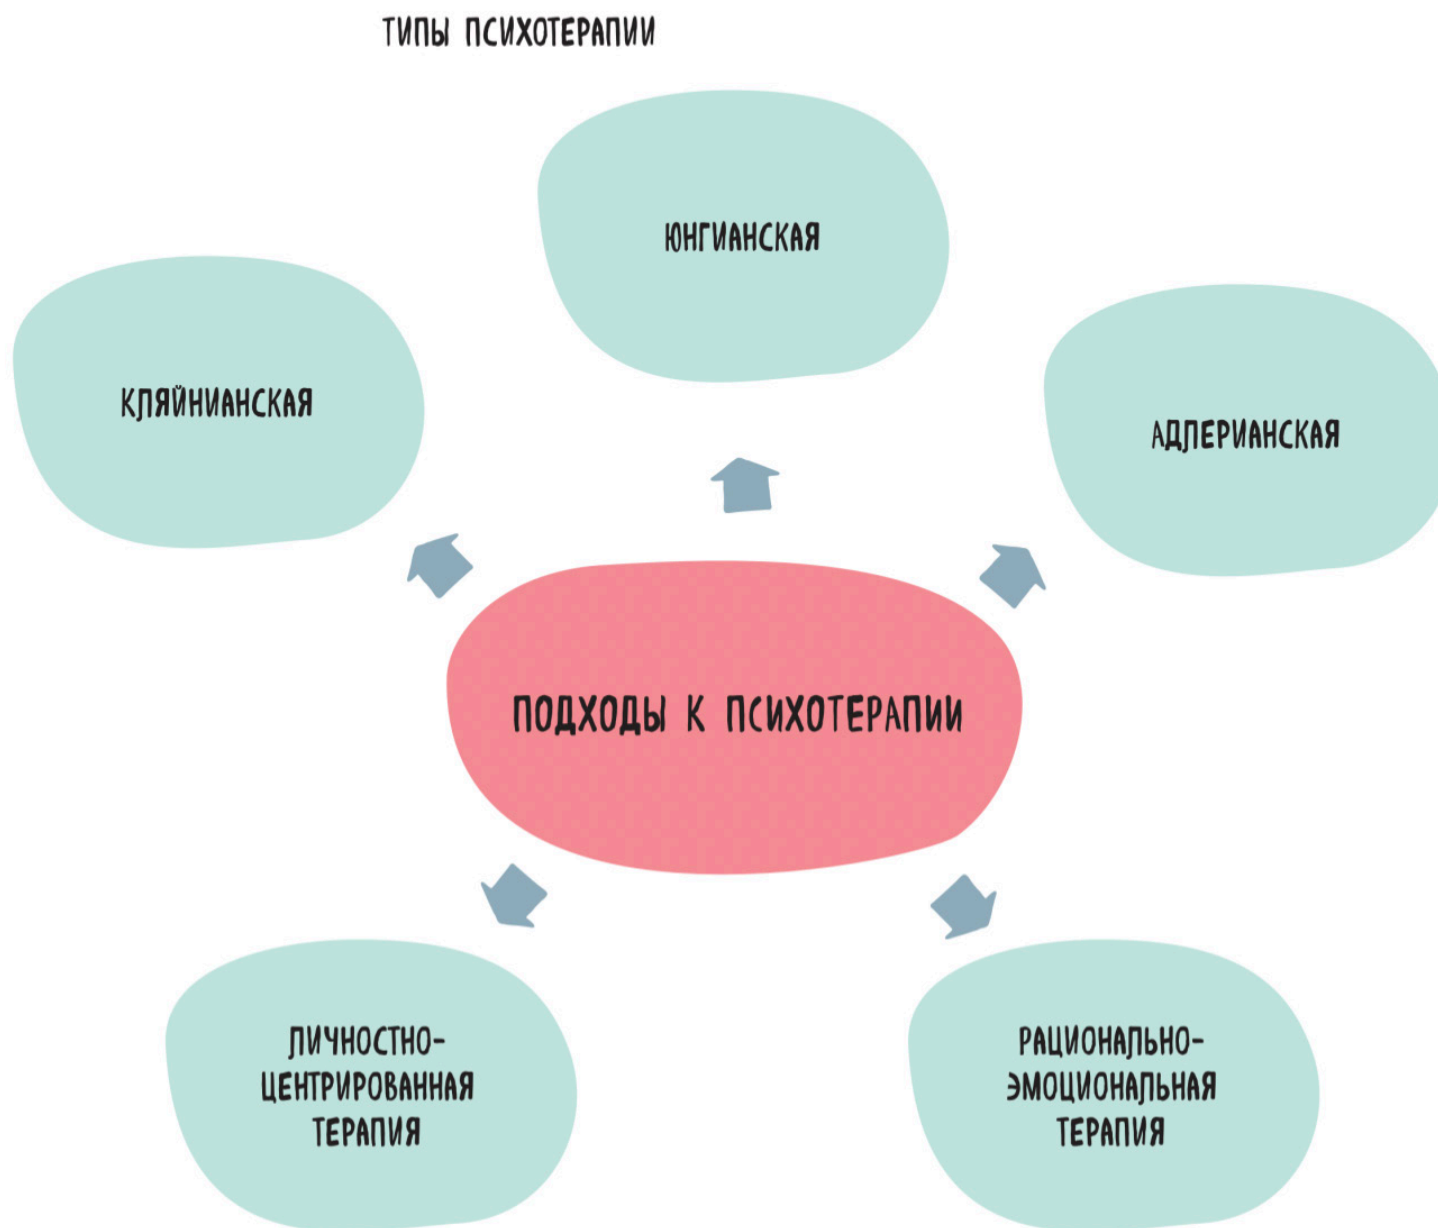 ТИПЫ ПСИХОТЕРАПИИ
ЮНГИАНСКАЯ
КЛЯЙНИАНСКАЯ
АДЛЕРИАНСКАЯ
ПОДХОДЫ К ПСИХОТЕРАПИИ
ЛИЧНОСТНО-
ЦЕНТРИРОВАННАЯ
ТЕРАПИЯ
РАЦИОНАЛЬНО-
ЭМОЦИОНАЛЬНАЯ
ТЕРАПИЯ